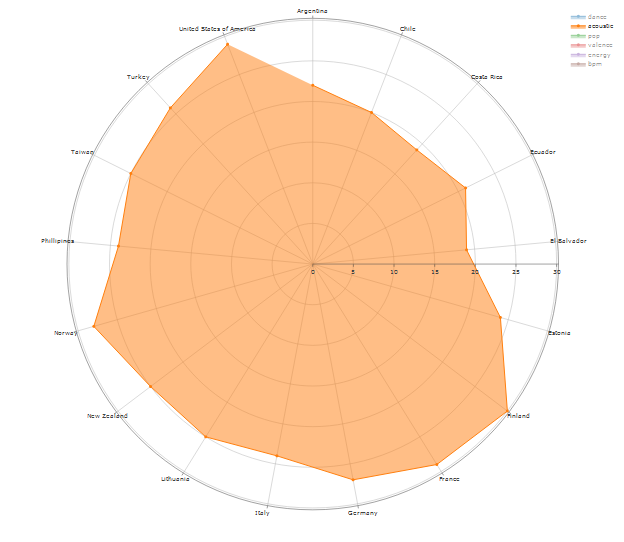 Argentina
United States of America
Chile
Turkey
Costa Rica
Taiwan
Ecuador
Phillipines
El Salvador
0 5 10 15 20 25 30
Norway
Estonia
New Zealand
Finland
Lithuania
France
Italy
Germany
dance
acoustic
pop
valence
energy
bpm